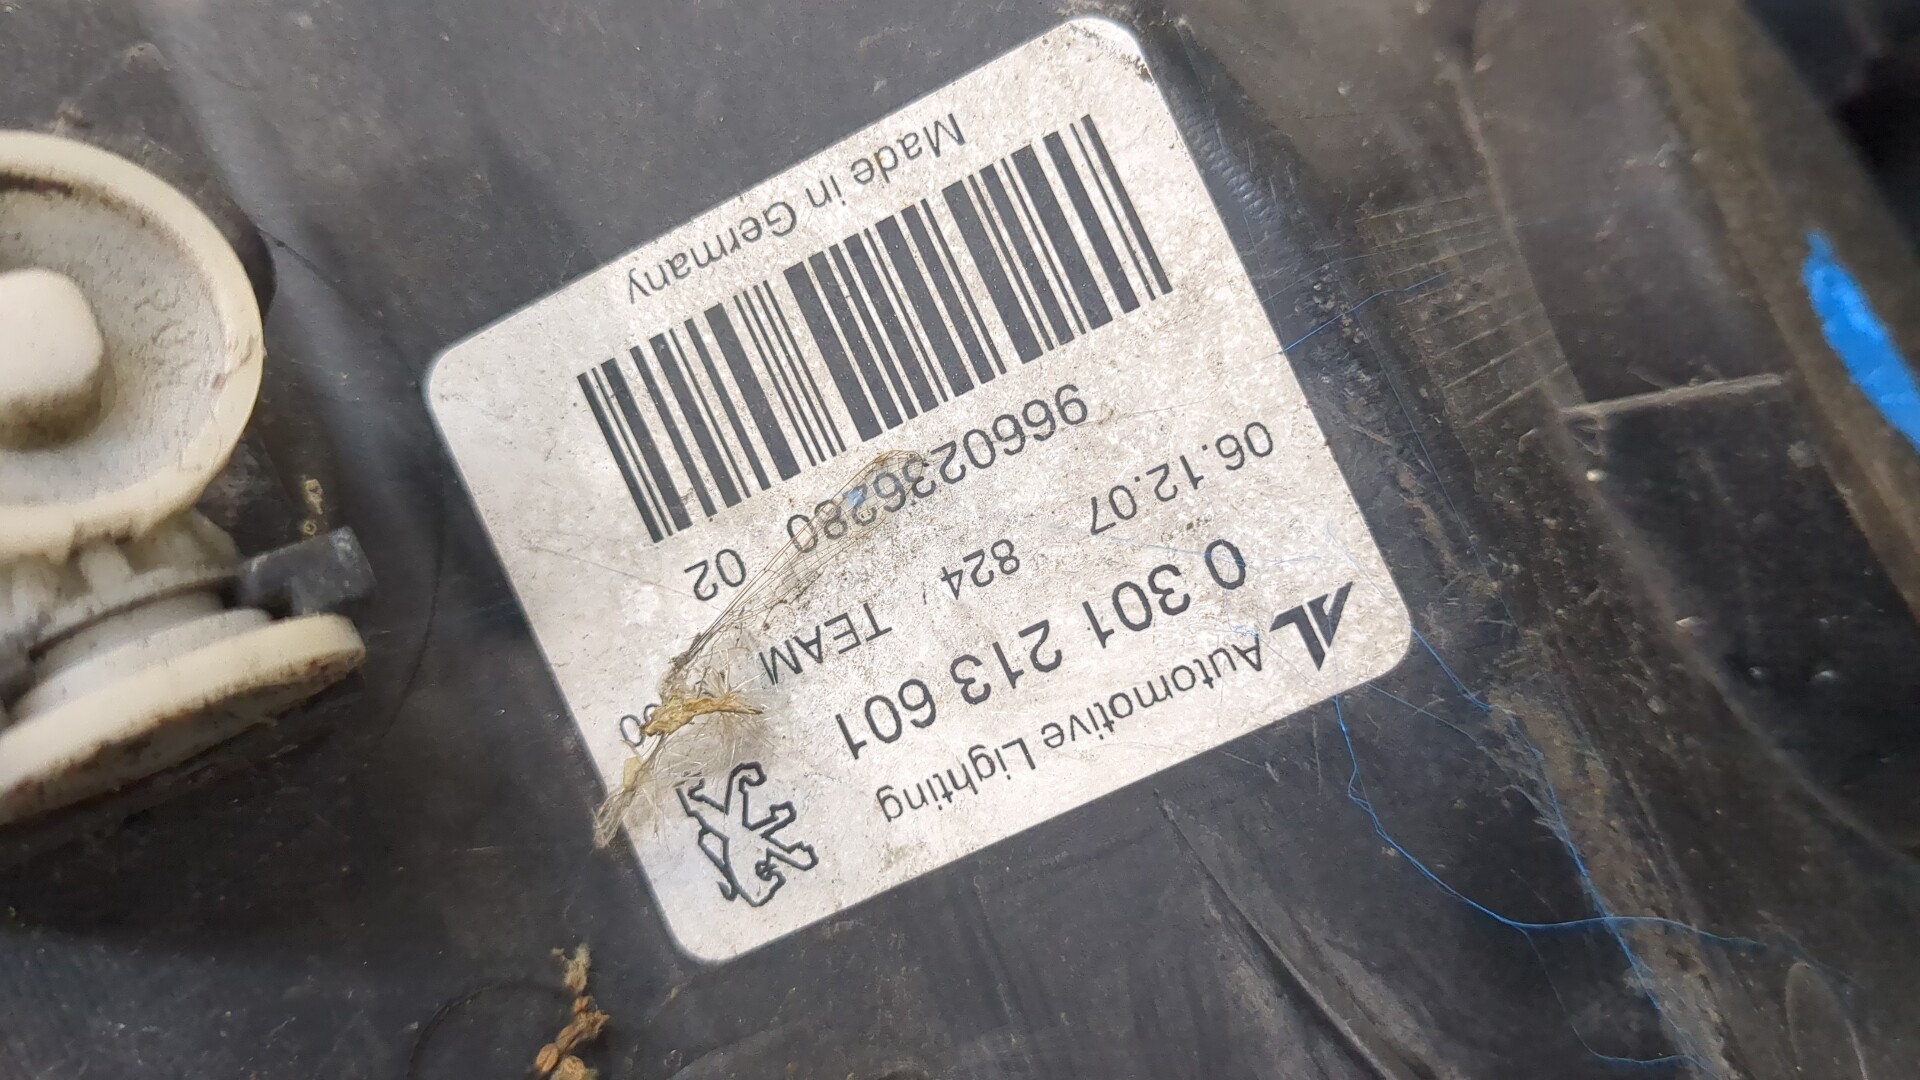 AL Automotive Lighting
0 301 213 601
06.12.07 824 TEAM
9660236280 02
Made in Germany